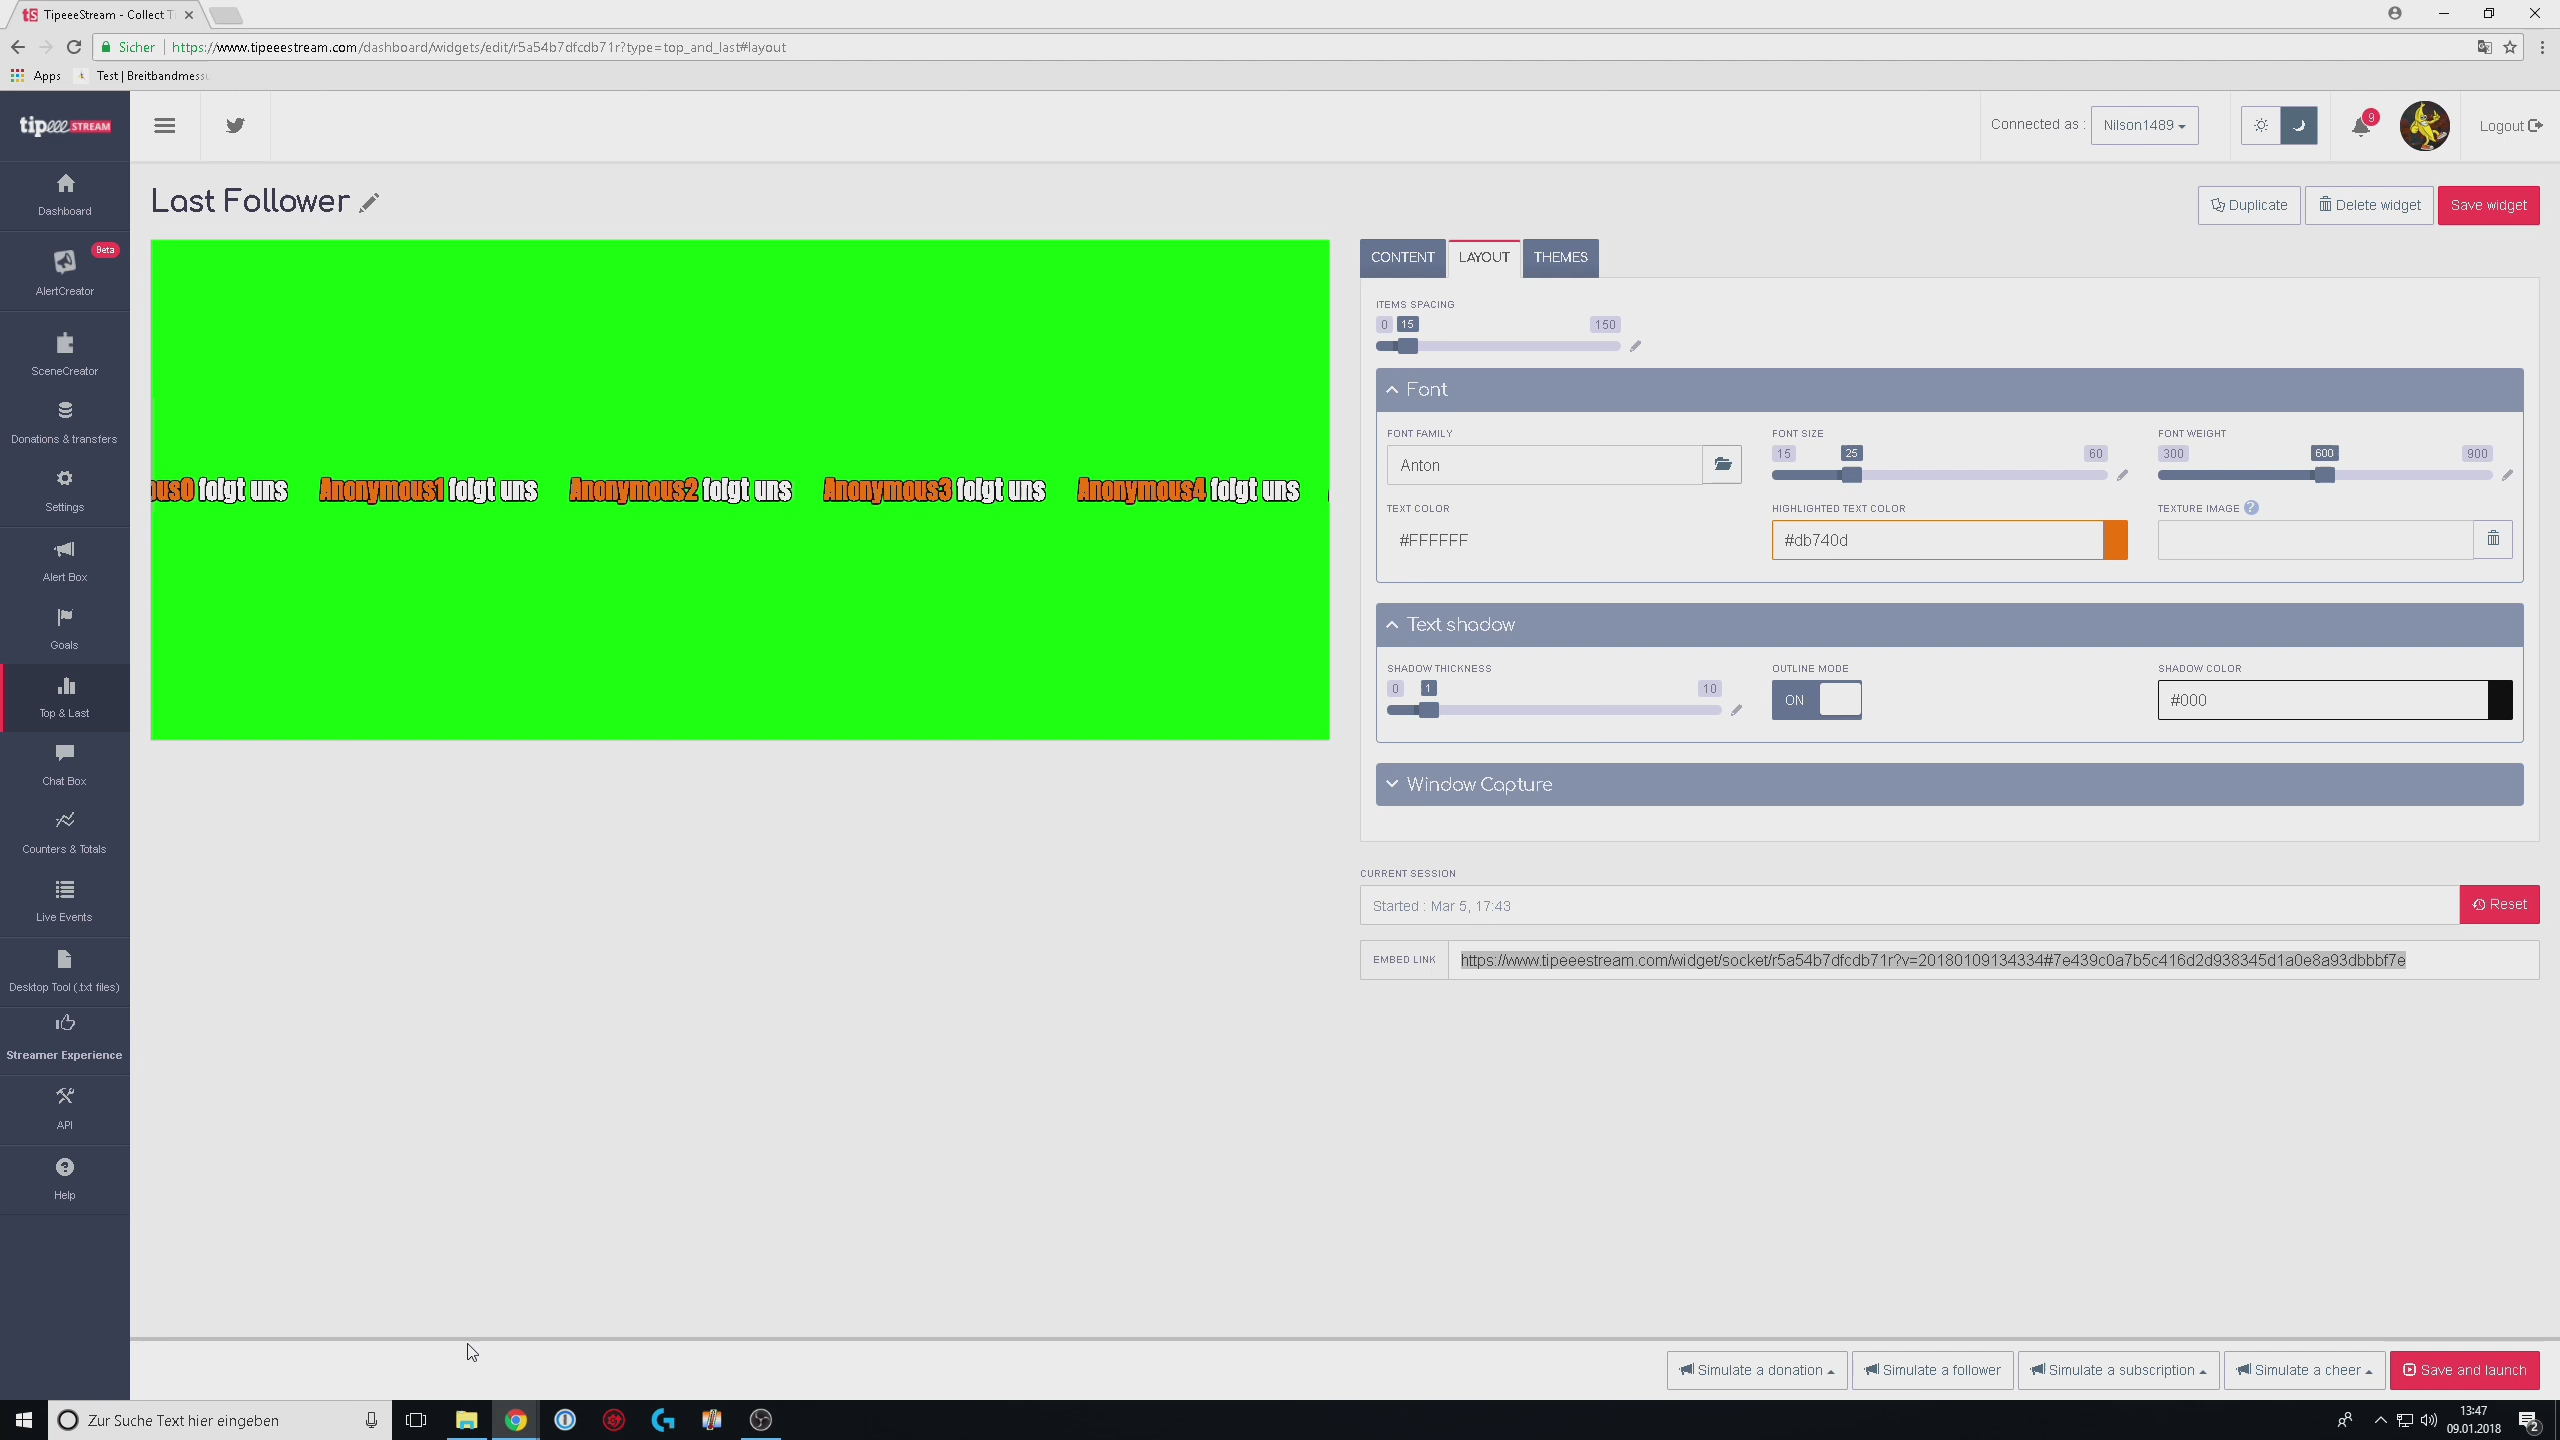 TipeeeStream - Collect T
Sicher
https://www.tipeeestream.com/dashboard/widgets/edit/r5a54b7dfcdb71r?type=top_and_last#layout
Apps
Test | Breitbandmess
tipeee STREAM
Connected as :
Nilson1489
9
Logout
Dashboard
Beta
AlertCreator
SceneCreator
Donations & transfers
Settings
Alert Box
Goals
Top & Last
Chat Box
Counters & Totals
Live Events
Desktop Tool (.txt files)
Streamer Experience
API
Help
Last Follower
Duplicate
Delete widget
Save widget
ous0 folgt uns
Anonymous1 folgt uns
Anonymous2 folgt uns
Anonymous3 folgt uns
Anonymous4 folgt uns
CONTENT
LAYOUT
THEMES
ITEMS SPACING
0
15
150
Font
FONT FAMILY
Anton
FONT SIZE
15
25
60
FONT WEIGHT
300
600
900
TEXT COLOR
#FFFFFF
HIGHLIGHTED TEXT COLOR
#db740d
TEXTURE IMAGE
?
Text shadow
SHADOW THICKNESS
0
1
10
OUTLINE MODE
ON
SHADOW COLOR
#000
Window Capture
CURRENT SESSION
Started : Mar 5, 17:43
Reset
EMBED LINK
https://www.tipeeestream.com/widget/socket/r5a54b7dfcdb71r?v=20180109134334#7e439c0a7b5c416d2d938345d1a0e8a93dbbbf7e
Simulate a donation
Simulate a follower
Simulate a subscription
Simulate a cheer
Save and launch
Zur Suche Text hier eingeben
13:47
09.01.2018
2